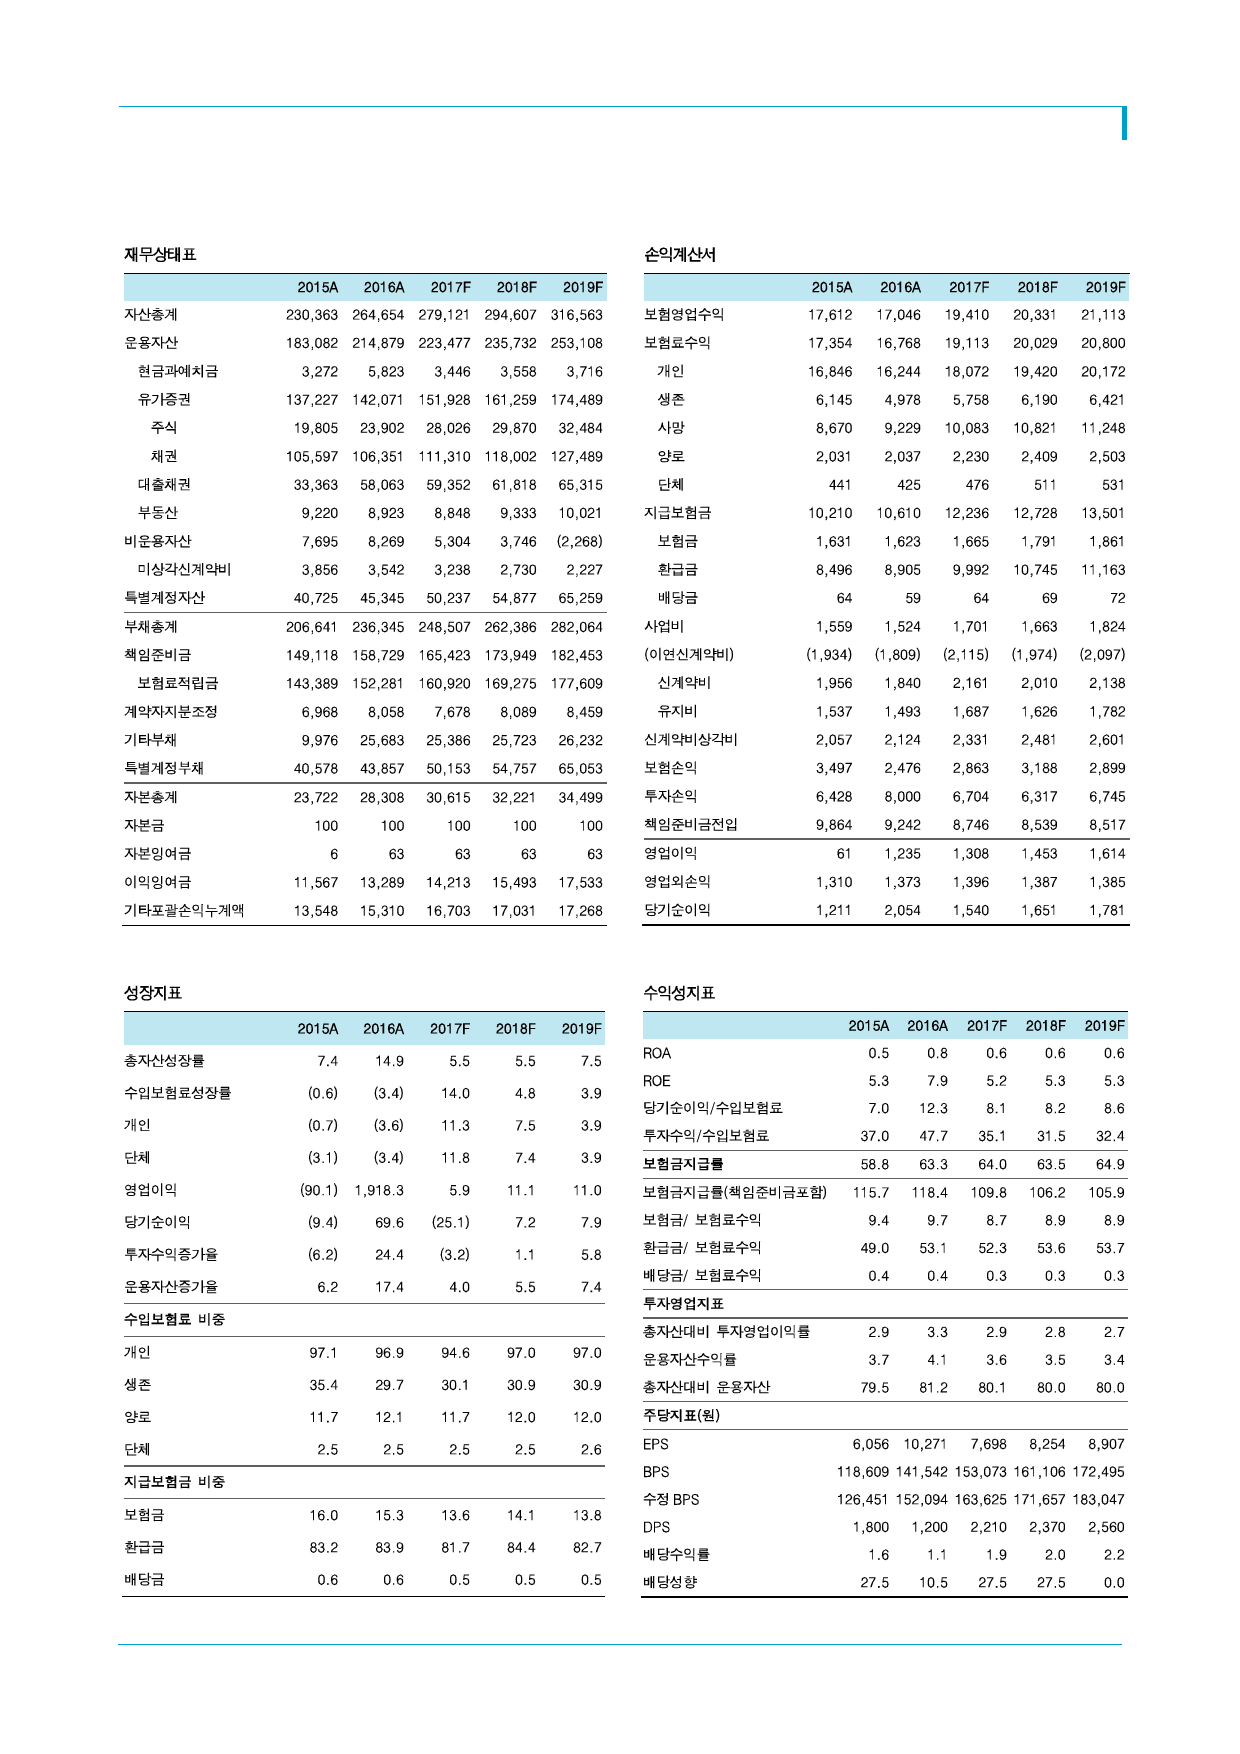 재무상태표
2015A 2016A 2017F 2018F 2019F
자산총계 230,363 264,654 279,121 294,607 316,563
운용자산 183,082 214,879 223,477 235,732 253,108
현금과예치금 3,272 5,823 3,446 3,558 3,716
유가증권 137,227 142,071 151,928 161,259 174,489
주식 19,805 23,902 28,026 29,870 32,484
채권 105,597 106,351 111,310 118,002 127,489
대출채권 33,363 58,063 59,352 61,818 65,315
부동산 9,220 8,923 8,848 9,333 10,021
비운용자산 7,695 8,269 5,304 3,746 (2,268)
미상각신계약비 3,856 3,542 3,238 2,730 2,227
특별계정자산 40,725 45,345 50,237 54,877 65,259
부채총계 206,641 236,345 248,507 262,386 282,064
책임준비금 149,118 158,729 165,423 173,949 182,453
보험료적립금 143,389 152,281 160,920 169,275 177,609
계약자지분조정 6,968 8,058 7,678 8,089 8,459
기타부채 9,976 25,683 25,386 25,723 26,232
특별계정부채 40,578 43,857 50,153 54,757 65,053
자본총계 23,722 28,308 30,615 32,221 34,499
자본금 100 100 100 100 100
자본잉여금 6 63 63 63 63
이익잉여금 11,567 13,289 14,213 15,493 17,533
기타포괄손익누계액 13,548 15,310 16,703 17,031 17,268
손익계산서
2015A 2016A 2017F 2018F 2019F
보험영업수익 17,612 17,046 19,410 20,331 21,113
보험료수익 17,354 16,768 19,113 20,029 20,800
개인 16,846 16,244 18,072 19,420 20,172
생존 6,145 4,978 5,758 6,190 6,421
사망 8,670 9,229 10,083 10,821 11,248
양로 2,031 2,037 2,230 2,409 2,503
단체 441 425 476 511 531
지급보험금 10,210 10,610 12,236 12,728 13,501
보험금 1,631 1,623 1,665 1,791 1,861
환급금 8,496 8,905 9,992 10,745 11,163
배당금 64 59 64 69 72
사업비 1,559 1,524 1,701 1,663 1,824
(이연신계약비) (1,934) (1,809) (2,115) (1,974) (2,097)
신계약비 1,956 1,840 2,161 2,010 2,138
유지비 1,537 1,493 1,687 1,626 1,782
신계약비상각비 2,057 2,124 2,331 2,481 2,601
보험손익 3,497 2,476 2,863 3,188 2,899
투자손익 6,428 8,000 6,704 6,317 6,745
책임준비금전입 9,864 9,242 8,746 8,539 8,517
영업이익 61 1,235 1,308 1,453 1,614
영업외손익 1,310 1,373 1,396 1,387 1,385
당기순이익 1,211 2,054 1,540 1,651 1,781
성장지표
2015A 2016A 2017F 2018F 2019F
총자산성장률 7.4 14.9 5.5 5.5 7.5
수입보험료성장률 (0.6) (3.4) 14.0 4.8 3.9
개인 (0.7) (3.6) 11.3 7.5 3.9
단체 (3.1) (3.4) 11.8 7.4 3.9
영업이익 (90.1) 1,918.3 5.9 11.1 11.0
당기순이익 (9.4) 69.6 (25.1) 7.2 7.9
투자수익증가율 (6.2) 24.4 (3.2) 1.1 5.8
운용자산증가율 6.2 17.4 4.0 5.5 7.4
수입보험료 비중
개인 97.1 96.9 94.6 97.0 97.0
생존 35.4 29.7 30.1 30.9 30.9
양로 11.7 12.1 11.7 12.0 12.0
단체 2.5 2.5 2.5 2.5 2.6
지급보험금 비중
보험금 16.0 15.3 13.6 14.1 13.8
환급금 83.2 83.9 81.7 84.4 82.7
배당금 0.6 0.6 0.5 0.5 0.5
수익성지표
2015A 2016A 2017F 2018F 2019F
ROA 0.5 0.8 0.6 0.6 0.6
ROE 5.3 7.9 5.2 5.3 5.3
당기순이익/수입보험료 7.0 12.3 8.1 8.2 8.6
투자수익/수입보험료 37.0 47.7 35.1 31.5 32.4
보험금지급률 58.8 63.3 64.0 63.5 64.9
보험금지급률(책임준비금포함) 115.7 118.4 109.8 106.2 105.9
보험금/ 보험료수익 9.4 9.7 8.7 8.9 8.9
환급금/ 보험료수익 49.0 53.1 52.3 53.6 53.7
배당금/ 보험료수익 0.4 0.4 0.3 0.3 0.3
투자영업지표
총자산대비 투자영업이익률 2.9 3.3 2.9 2.8 2.7
운용자산수익률 3.7 4.1 3.6 3.5 3.4
총자산대비 운용자산 79.5 81.2 80.1 80.0 80.0
주당지표(원)
EPS 6,056 10,271 7,698 8,254 8,907
BPS 118,609 141,542 153,073 161,106 172,495
수정 BPS 126,451 152,094 163,625 171,657 183,047
DPS 1,800 1,200 2,210 2,370 2,560
배당수익률 1.6 1.1 1.9 2.0 2.2
배당성향 27.5 10.5 27.5 27.5 0.0